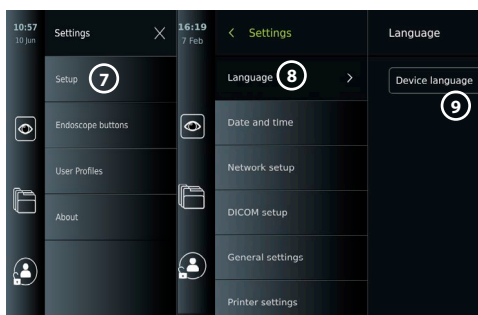 10:57
10 Jun
Settings
Setup
7
Endoscope buttons
User Profiles
About
16:19
7 Feb
< Settings
Language
8
>
Date and time
Network setup
DICOM setup
General settings
Printer settings
Language
Device language
9